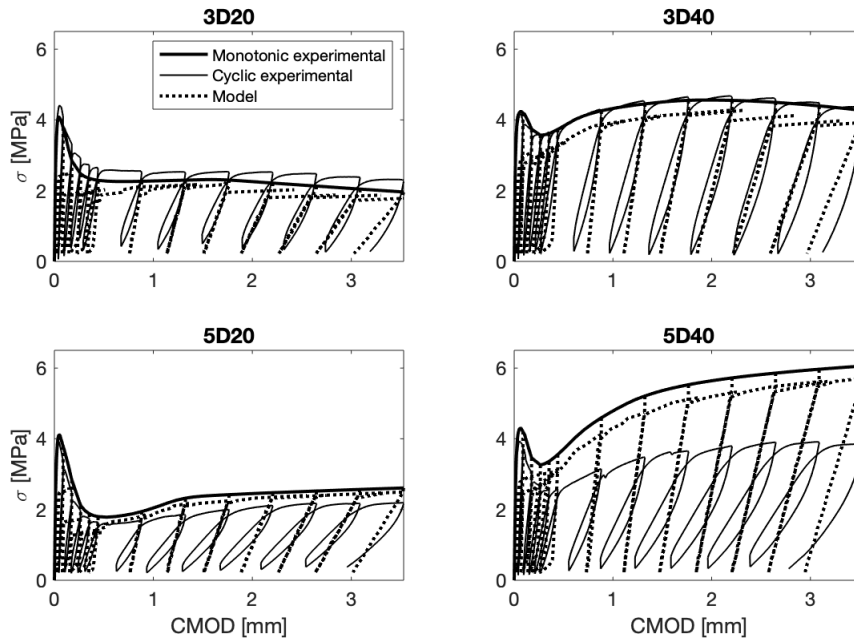 3D20
3D40
6
4
2
0
σ [MPa]
Monotonic experimental
Cyclic experimental
Model
0 1 2 3
6
4
2
0
0 1 2 3
5D20
5D40
6
4
2
0
σ [MPa]
0 1 2 3
CMOD [mm]
6
4
2
0
0 1 2 3
CMOD [mm]